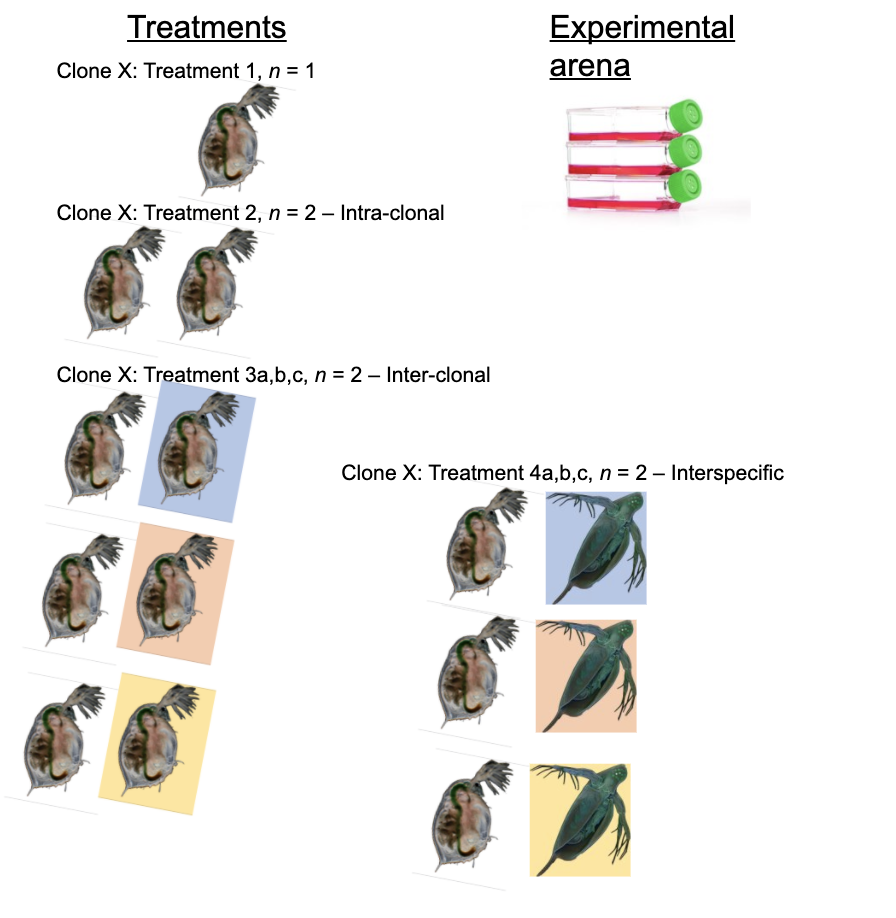 Treatments
Experimental
arena
Clone X: Treatment 1, n = 1
Clone X: Treatment 2, n = 2 – Intra-clonal
Clone X: Treatment 3a,b,c, n = 2 – Inter-clonal
Clone X: Treatment 4a,b,c, n = 2 – Interspecific